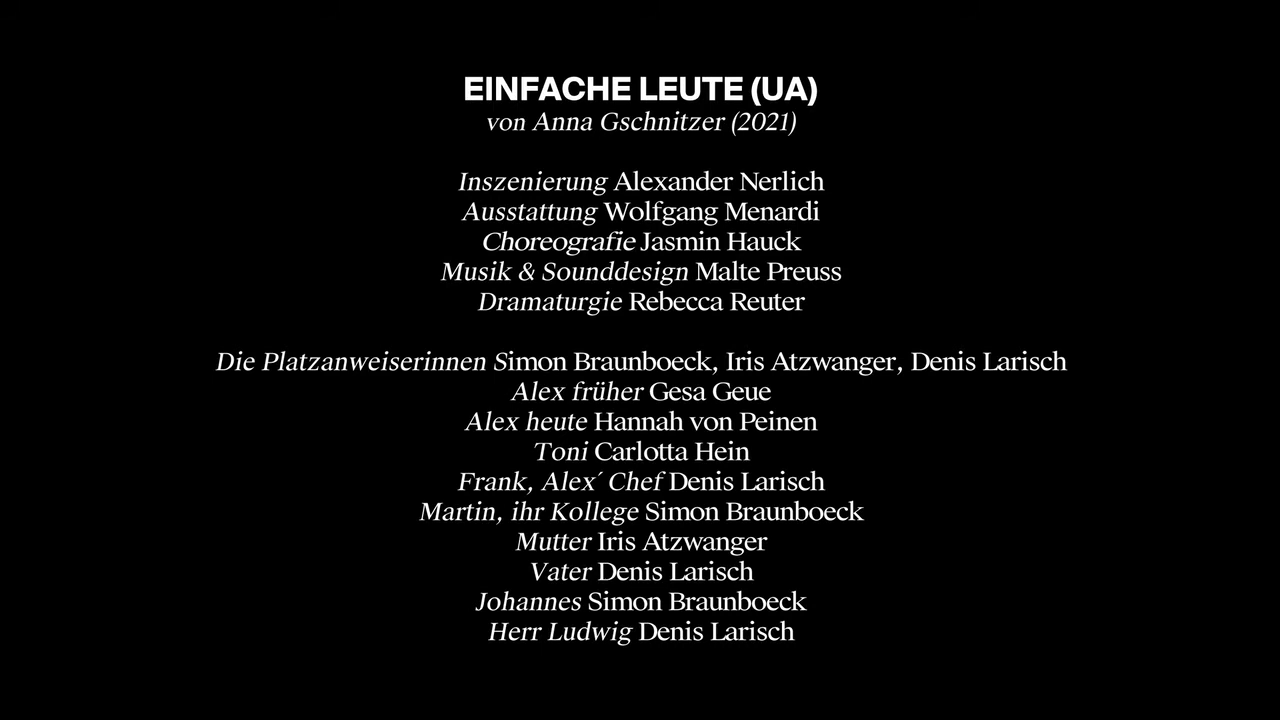 EINFACHE LEUTE (UA)
von Anna Gschnitzer (2021)
Inszenierung Alexander Nerlich
Ausstattung Wolfgang Menardi
Choreografie Jasmin Hauck
Musik & Sounddesign Malte Preuss
Dramaturgie Rebecca Reuter
Die Platzanweiserinnen Simon Braunboeck, Iris Atzwanger, Denis Larisch
Alex früher Gesa Geue
Alex heute Hannah von Peinen
Toni Carlotta Hein
Frank, Alex´ Chef Denis Larisch
Martin, ihr Kollege Simon Braunboeck
Mutter Iris Atzwanger
Vater Denis Larisch
Johannes Simon Braunboeck
Herr Ludwig Denis Larisch